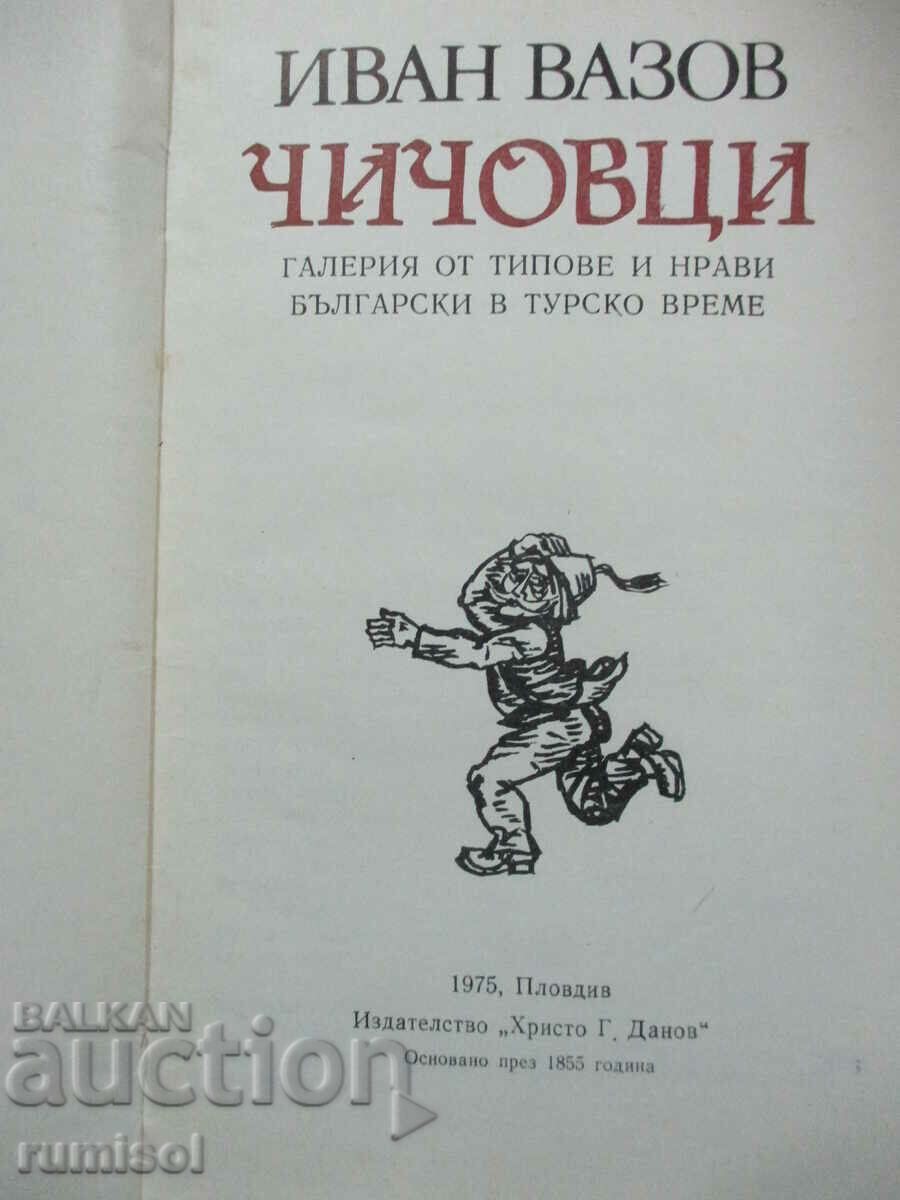 ИВАН ВАЗОВ
ЧИЧОВЦИ
ГАЛЕРИЯ ОТ ТИПОВЕ И НРАВИ
БЪЛГАРСКИ В ТУРСКО ВРЕМЕ
1975, Пловдив
Издателство „Христо Г. Данов“
Основано през 1855 година
BALKAN
auction
rumisol